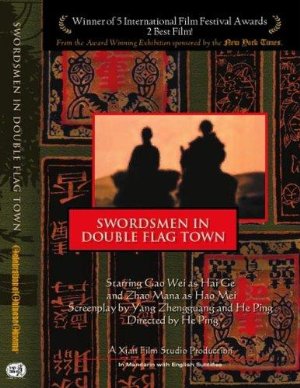 SWORDSMEN IN DOUBLE FLAG TOWN
Winner of 5 International Film Festival Awards
2 Best Film!
From the Award Winning Exhibition sponsored by the New York Times.
SWORDSMEN IN
DOUBLE FLAG TOWN
Starring Gao Wei as Hai Ge
and Zhao Mana as Hao Mei
Screenplay by Yang Zhengguang and He Ping
Directed by He Ping
A Xian Film Studio Production
In Mandarin with English Subtitles